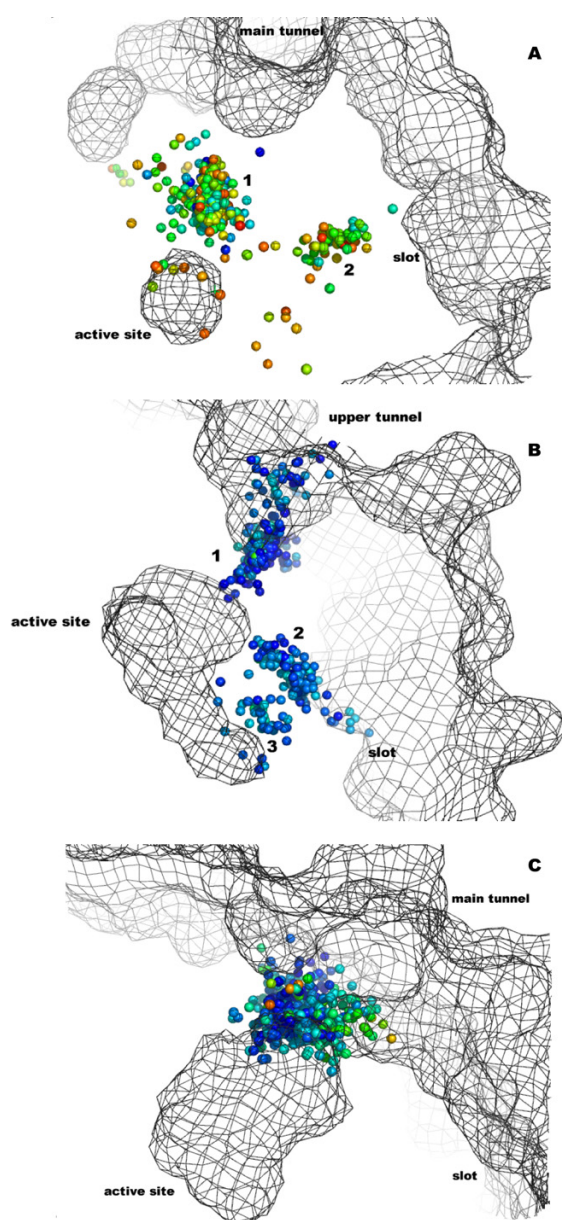 main tunnel
A
1
2
slot
active site
upper tunnel
B
1
active site
2
3
slot
C
main tunnel
active site
slot